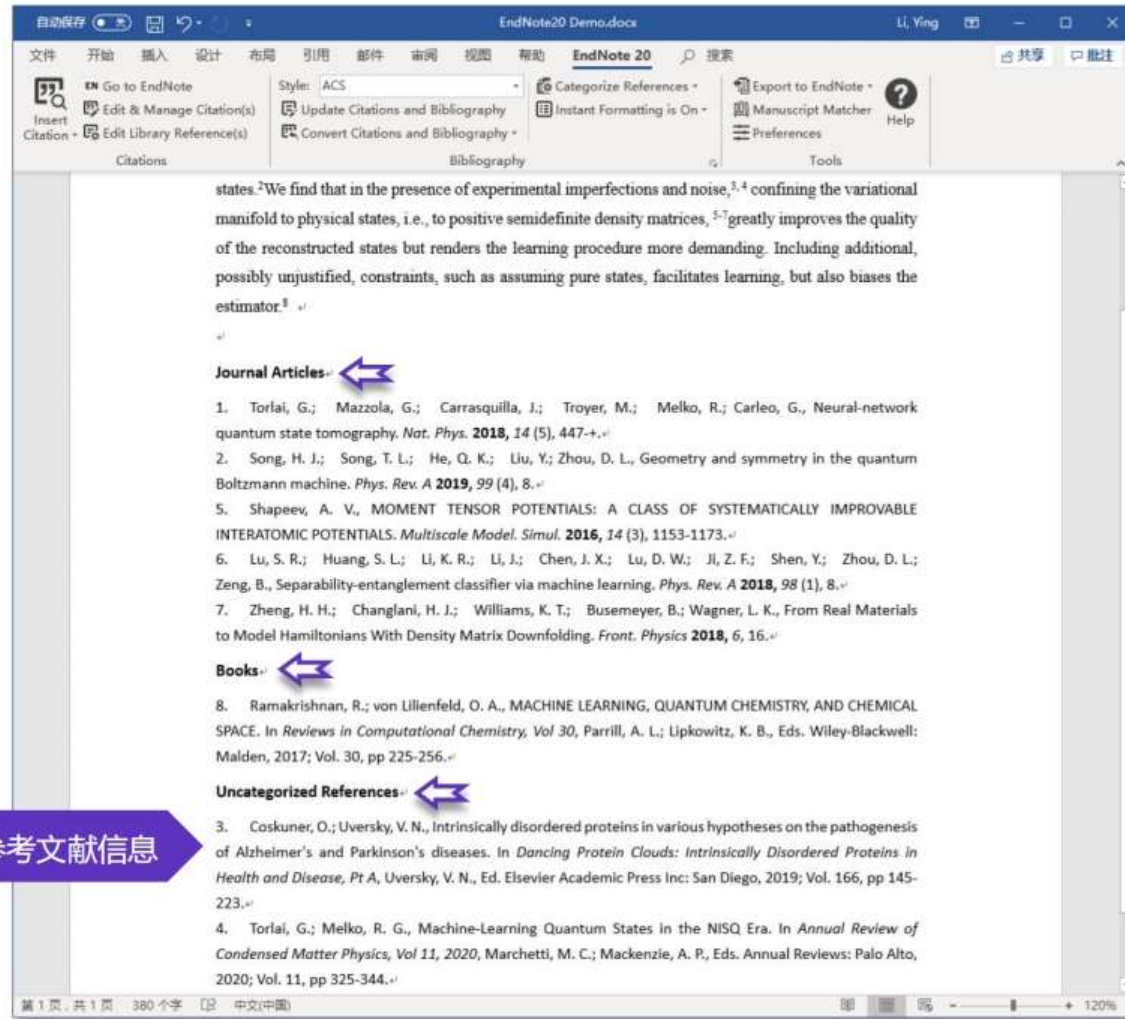 自动保存 关 EndNote20 Demo.docx Li, Ying
文件 开始 插入 设计 布局 引用 邮件 审阅 视图 帮助 EndNote 20 搜索 共享 批注
EN Go to EndNote Style: ACS Categorize References Export to EndNote
Insert Edit & Manage Citation(s) Update Citations and Bibliography Instant Formatting is On Manuscript Matcher Help
Citation Edit Library Reference(s) Convert Citations and Bibliography Preferences
Citations Bibliography Tools
states.²We find that in the presence of experimental imperfections and noise,³,⁴ confining the variational
manifold to physical states, i.e., to positive semidefinite density matrices, ⁵-⁷greatly improves the quality
of the reconstructed states but renders the learning procedure more demanding. Including additional,
possibly unjustified, constraints, such as assuming pure states, facilitates learning, but also biases the
estimator.⁸
Journal Articles
1. Torlai, G.; Mazzola, G.; Carrasquilla, J.; Troyer, M.; Melko, R.; Carleo, G., Neural-network
quantum state tomography. Nat. Phys. 2018, 14 (5), 447-+.
2. Song, H. J.; Song, T. L.; He, Q. K.; Liu, Y.; Zhou, D. L., Geometry and symmetry in the quantum
Boltzmann machine. Phys. Rev. A 2019, 99 (4), 8.
5. Shapeev, A. V., MOMENT TENSOR POTENTIALS: A CLASS OF SYSTEMATICALLY IMPROVABLE
INTERATOMIC POTENTIALS. Multiscale Model. Simul. 2016, 14 (3), 1153-1173.
6. Lu, S. R.; Huang, S. L.; Li, K. R.; Li, J.; Chen, J. X.; Lu, D. W.; Ji, Z. F.; Shen, Y.; Zhou, D. L.;
Zeng, B., Separability-entanglement classifier via machine learning. Phys. Rev. A 2018, 98 (1), 8.
7. Zheng, H. H.; Changlani, H. J.; Williams, K. T.; Busemeyer, B.; Wagner, L. K., From Real Materials
to Model Hamiltonians With Density Matrix Downfolding. Front. Physics 2018, 6, 16.
Books
8. Ramakrishnan, R.; von Lilienfeld, O. A., MACHINE LEARNING, QUANTUM CHEMISTRY, AND CHEMICAL
SPACE. In Reviews in Computational Chemistry, Vol 30, Parrill, A. L.; Lipkowitz, K. B., Eds. Wiley-Blackwell:
Malden, 2017; Vol. 30, pp 225-256.
Uncategorized References
3. Coskuner, O.; Uversky, V. N., Intrinsically disordered proteins in various hypotheses on the pathogenesis
考文献信息
of Alzheimer's and Parkinson's diseases. In Dancing Protein Clouds: Intrinsically Disordered Proteins in
Health and Disease, Pt A, Uversky, V. N., Ed. Elsevier Academic Press Inc: San Diego, 2019; Vol. 166, pp 145-
223.
4. Torlai, G.; Melko, R. G., Machine-Learning Quantum States in the NISQ Era. In Annual Review of
Condensed Matter Physics, Vol 11, 2020, Marchetti, M. C.; Mackenzie, A. P., Eds. Annual Reviews: Palo Alto,
2020; Vol. 11, pp 325-344.
第1页，共1页 380个字 中文(中国) 120%